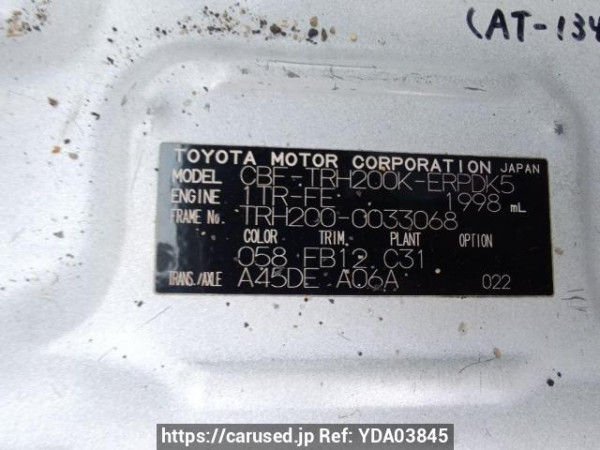 (AT-134
TOYOTA MOTOR CORPORATION JAPAN
MODEL CBF-TRH200K-ERPDK5
ENGINE 1TR-FE 1998 mL
FRAME No. TRH200-0033068
COLOR TRIM PLANT OPTION
058 FB12 C31
TRANS./AXLE A45DE A06A 022
https://carused.jp Ref: YDA03845